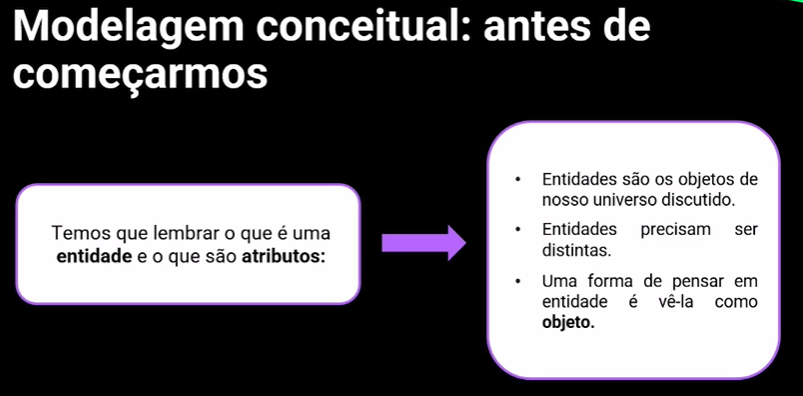 Modelagem conceitual: antes de
começarmos
Temos que lembrar o que é uma
entidade e o que são atributos:
• Entidades são os objetos de
nosso universo discutido.
• Entidades precisam ser
distintas.
• Uma forma de pensar em
entidade é vê-la como
objeto.